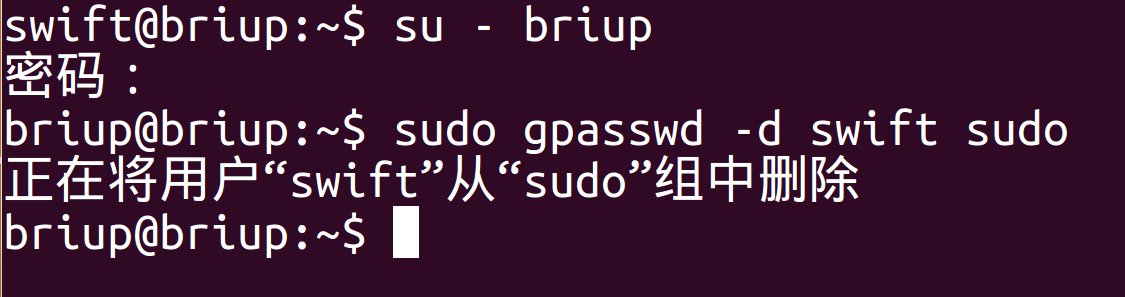 swift@briup:~$ su - briup
密码：
briup@briup:~$ sudo gpasswd -d swift sudo
正在将用户“swift”从“sudo”组中删除
briup@briup:~$